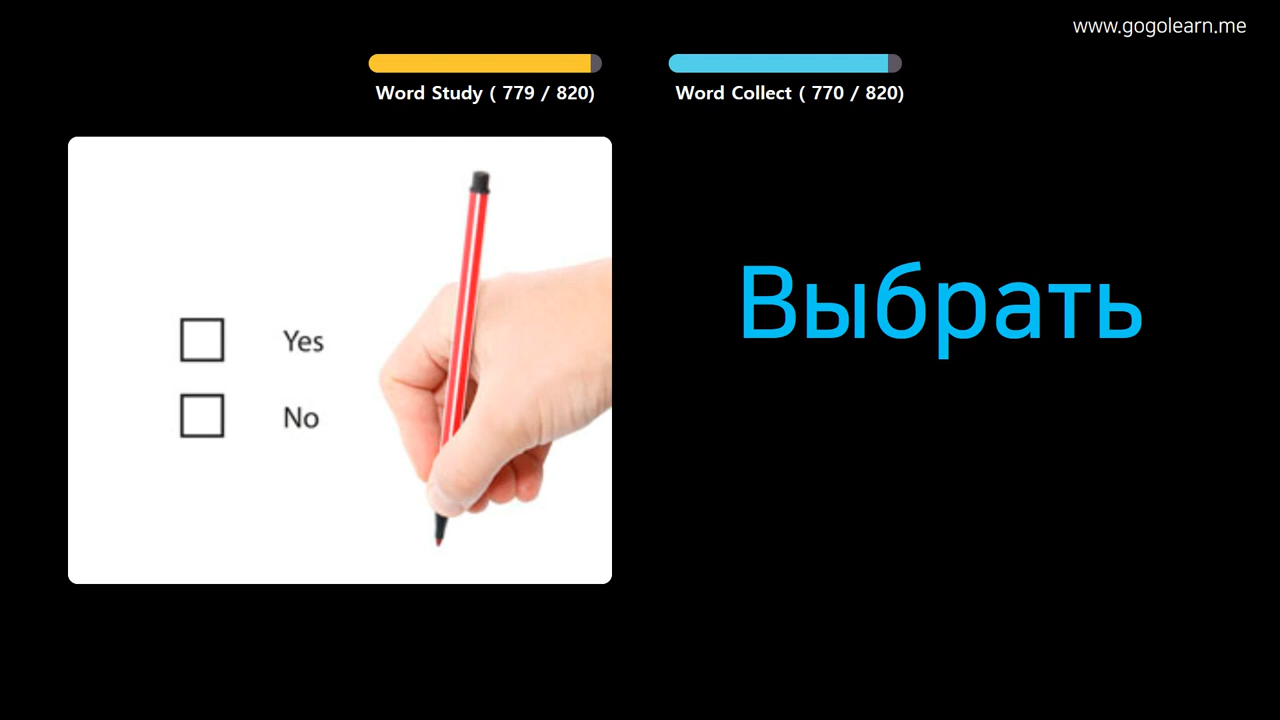 www.gogolearn.me
Word Study ( 779 / 820)
Word Collect ( 770 / 820)
Yes
No
Выбрать